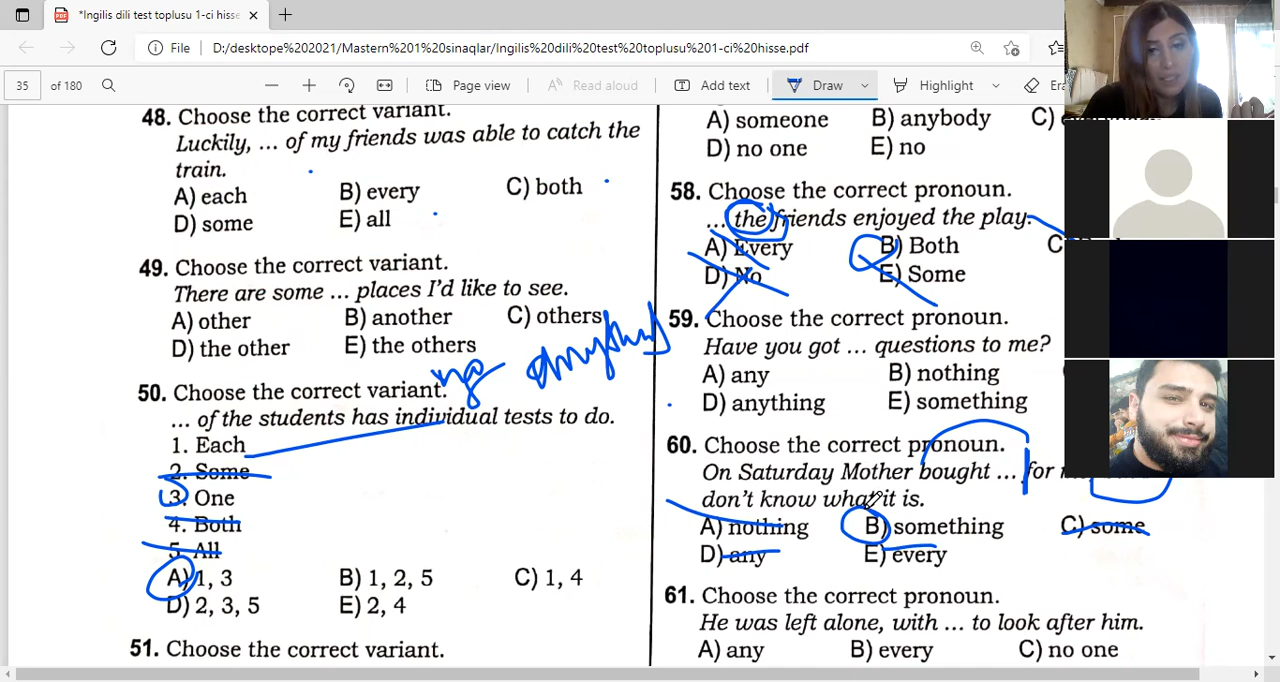 *Ingilis dili test toplusu 1-ci hisse
File D:/desktope%202021/Mastern%201%20sinaqlar/Ingilis%20dili%20test%20toplusu%201-ci%20hisse.pdf
35 of 180 Page view Read aloud Add text Draw Highlight
48. Choose the correct variant.
Luckily, ... of my friends was able to catch the
train.
A) each B) every C) both
D) some E) all
49. Choose the correct variant.
There are some ... places I'd like to see.
A) other B) another C) others
D) the other E) the others
no anything
50. Choose the correct variant.
... of the students has individual tests to do.
1. Each
2. Some
3. One
4. Both
5. All
A) 1, 3 B) 1, 2, 5 C) 1, 4
D) 2, 3, 5 E) 2, 4
51. Choose the correct variant.
A) someone B) anybody C)
D) no one E) no
58. Choose the correct pronoun.
... the friends enjoyed the play.
A) Every B) Both C
D) No E) Some
59. Choose the correct pronoun.
Have you got ... questions to me?
A) any B) nothing
D) anything E) something
60. Choose the correct pronoun.
On Saturday Mother bought ... for
don't know what it is.
A) nothing B) something C) some
D) any E) every
61. Choose the correct pronoun.
He was left alone, with ... to look after him.
A) any B) every C) no one